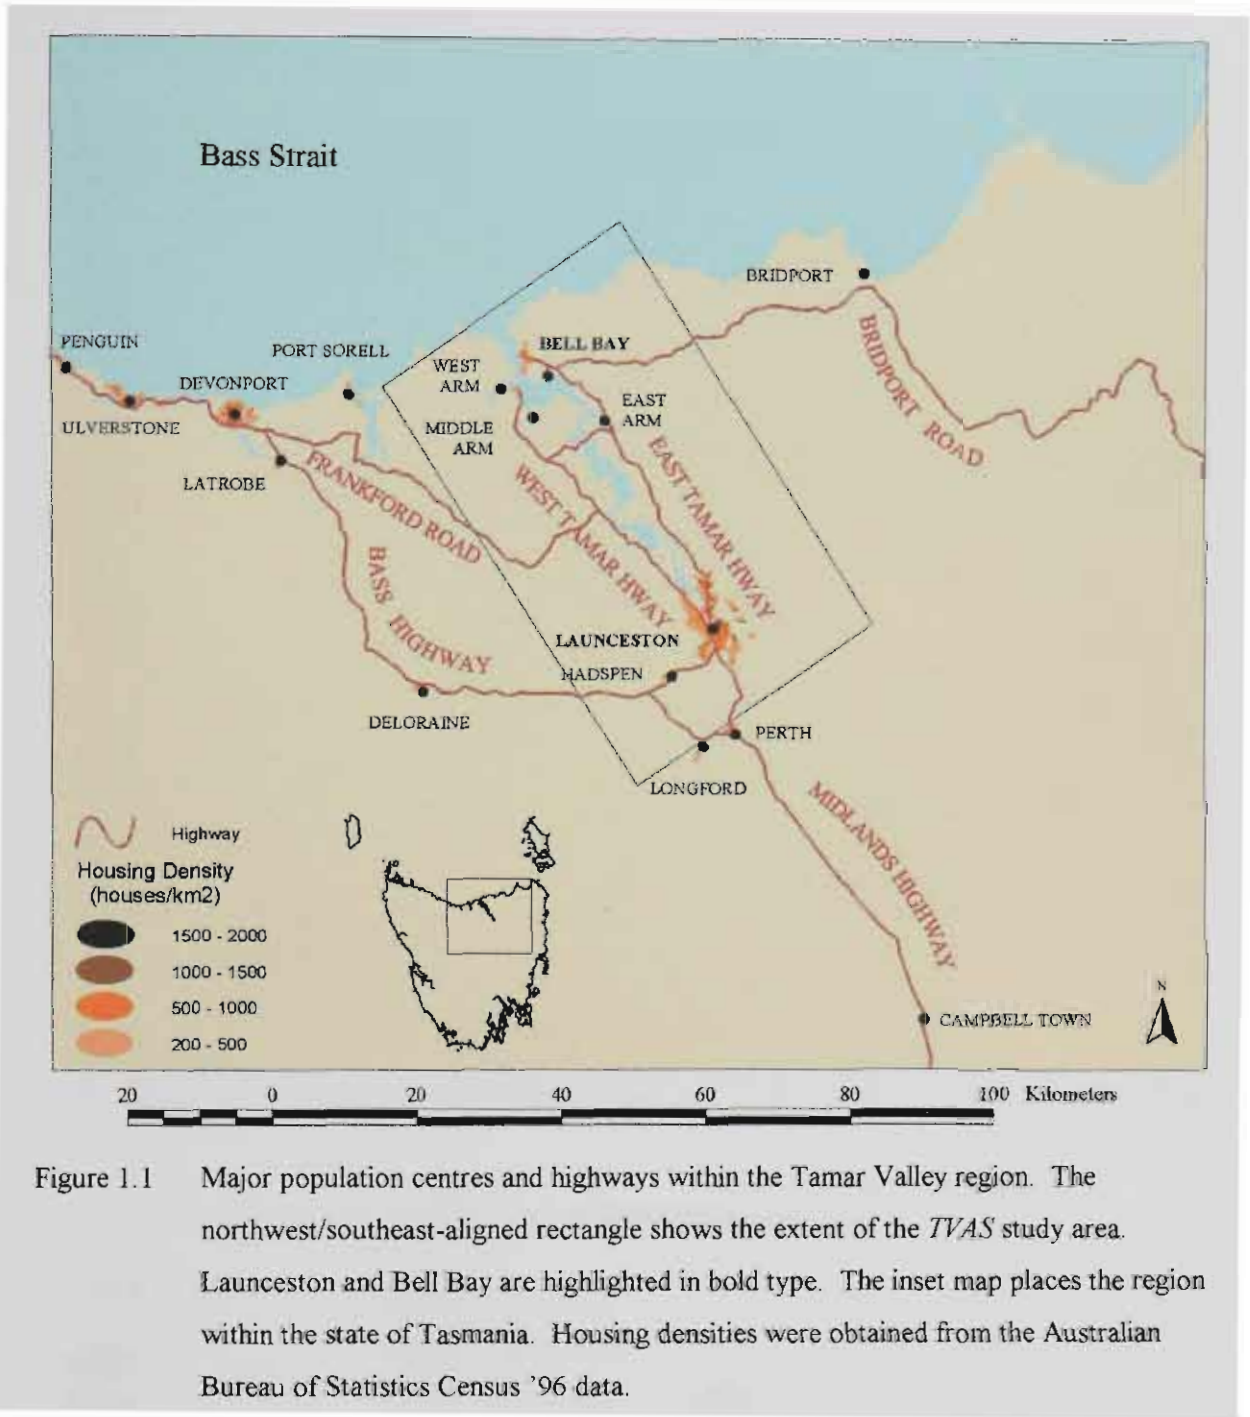 Bass Strait
BRIDPORT
PENGUIN
PORT SORELL
BELL BAY
WEST
ARM
DEVONPORT
EAST
ARM
ULVERSTONE
MIDDLE
ARM
BRIDPORT ROAD
LATROBE
FRANKFORD ROAD
WEST TAMAR HWAY
EAST TAMAR HWAY
BASS HIGHWAY
LAUNCESTON
HADSPEN
DELORAINE
PERTH
LONGFORD
MIDLANDS HIGHWAY
Highway
Housing Density
(houses/km2)
1500 - 2000
1000 - 1500
500 - 1000
200 - 500
N
CAMPBELL TOWN
20 0 20 40 60 80 100 Kilometers
Figure 1.1 Major population centres and highways within the Tamar Valley region. The
northwest/southeast-aligned rectangle shows the extent of the TVAS study area.
Launceston and Bell Bay are highlighted in bold type. The inset map places the region
within the state of Tasmania. Housing densities were obtained from the Australian
Bureau of Statistics Census '96 data.